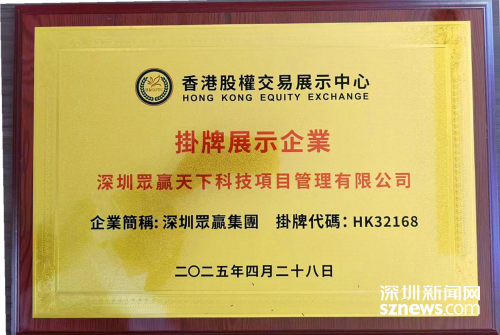 香港股權交易展示中心
HONG KONG EQUITY EXCHANGE
掛牌展示企業
深圳眾贏天下科技項目管理有限公司
企業簡稱:深圳眾贏集團 掛牌代碼:HK32168
二〇二五年四月二十八日
深圳新闻网
sznews.com